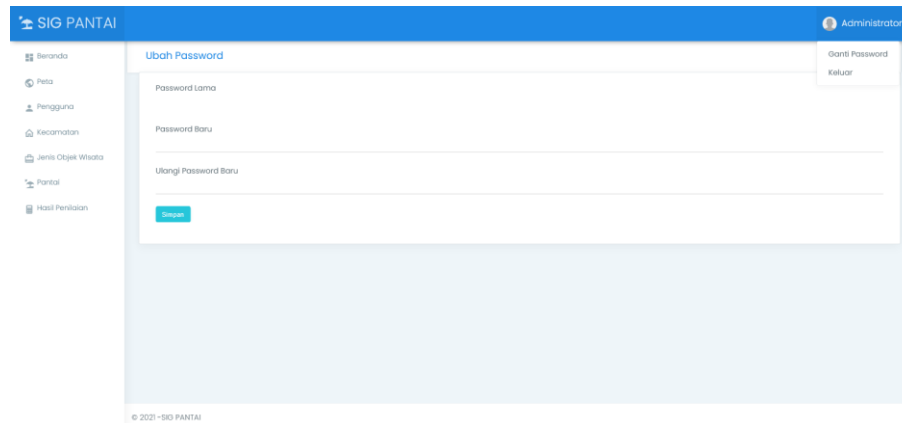 SIG PANTAI
Administrator
Ganti Password
Keluar
Beranda
Peta
Pengguna
Kecamatan
Jenis Objek Wisata
Pantai
Hasil Penilaian
Ubah Password
Password Lama
Password Baru
Ulangi Password Baru
Simpan
© 2021 - SIG PANTAI